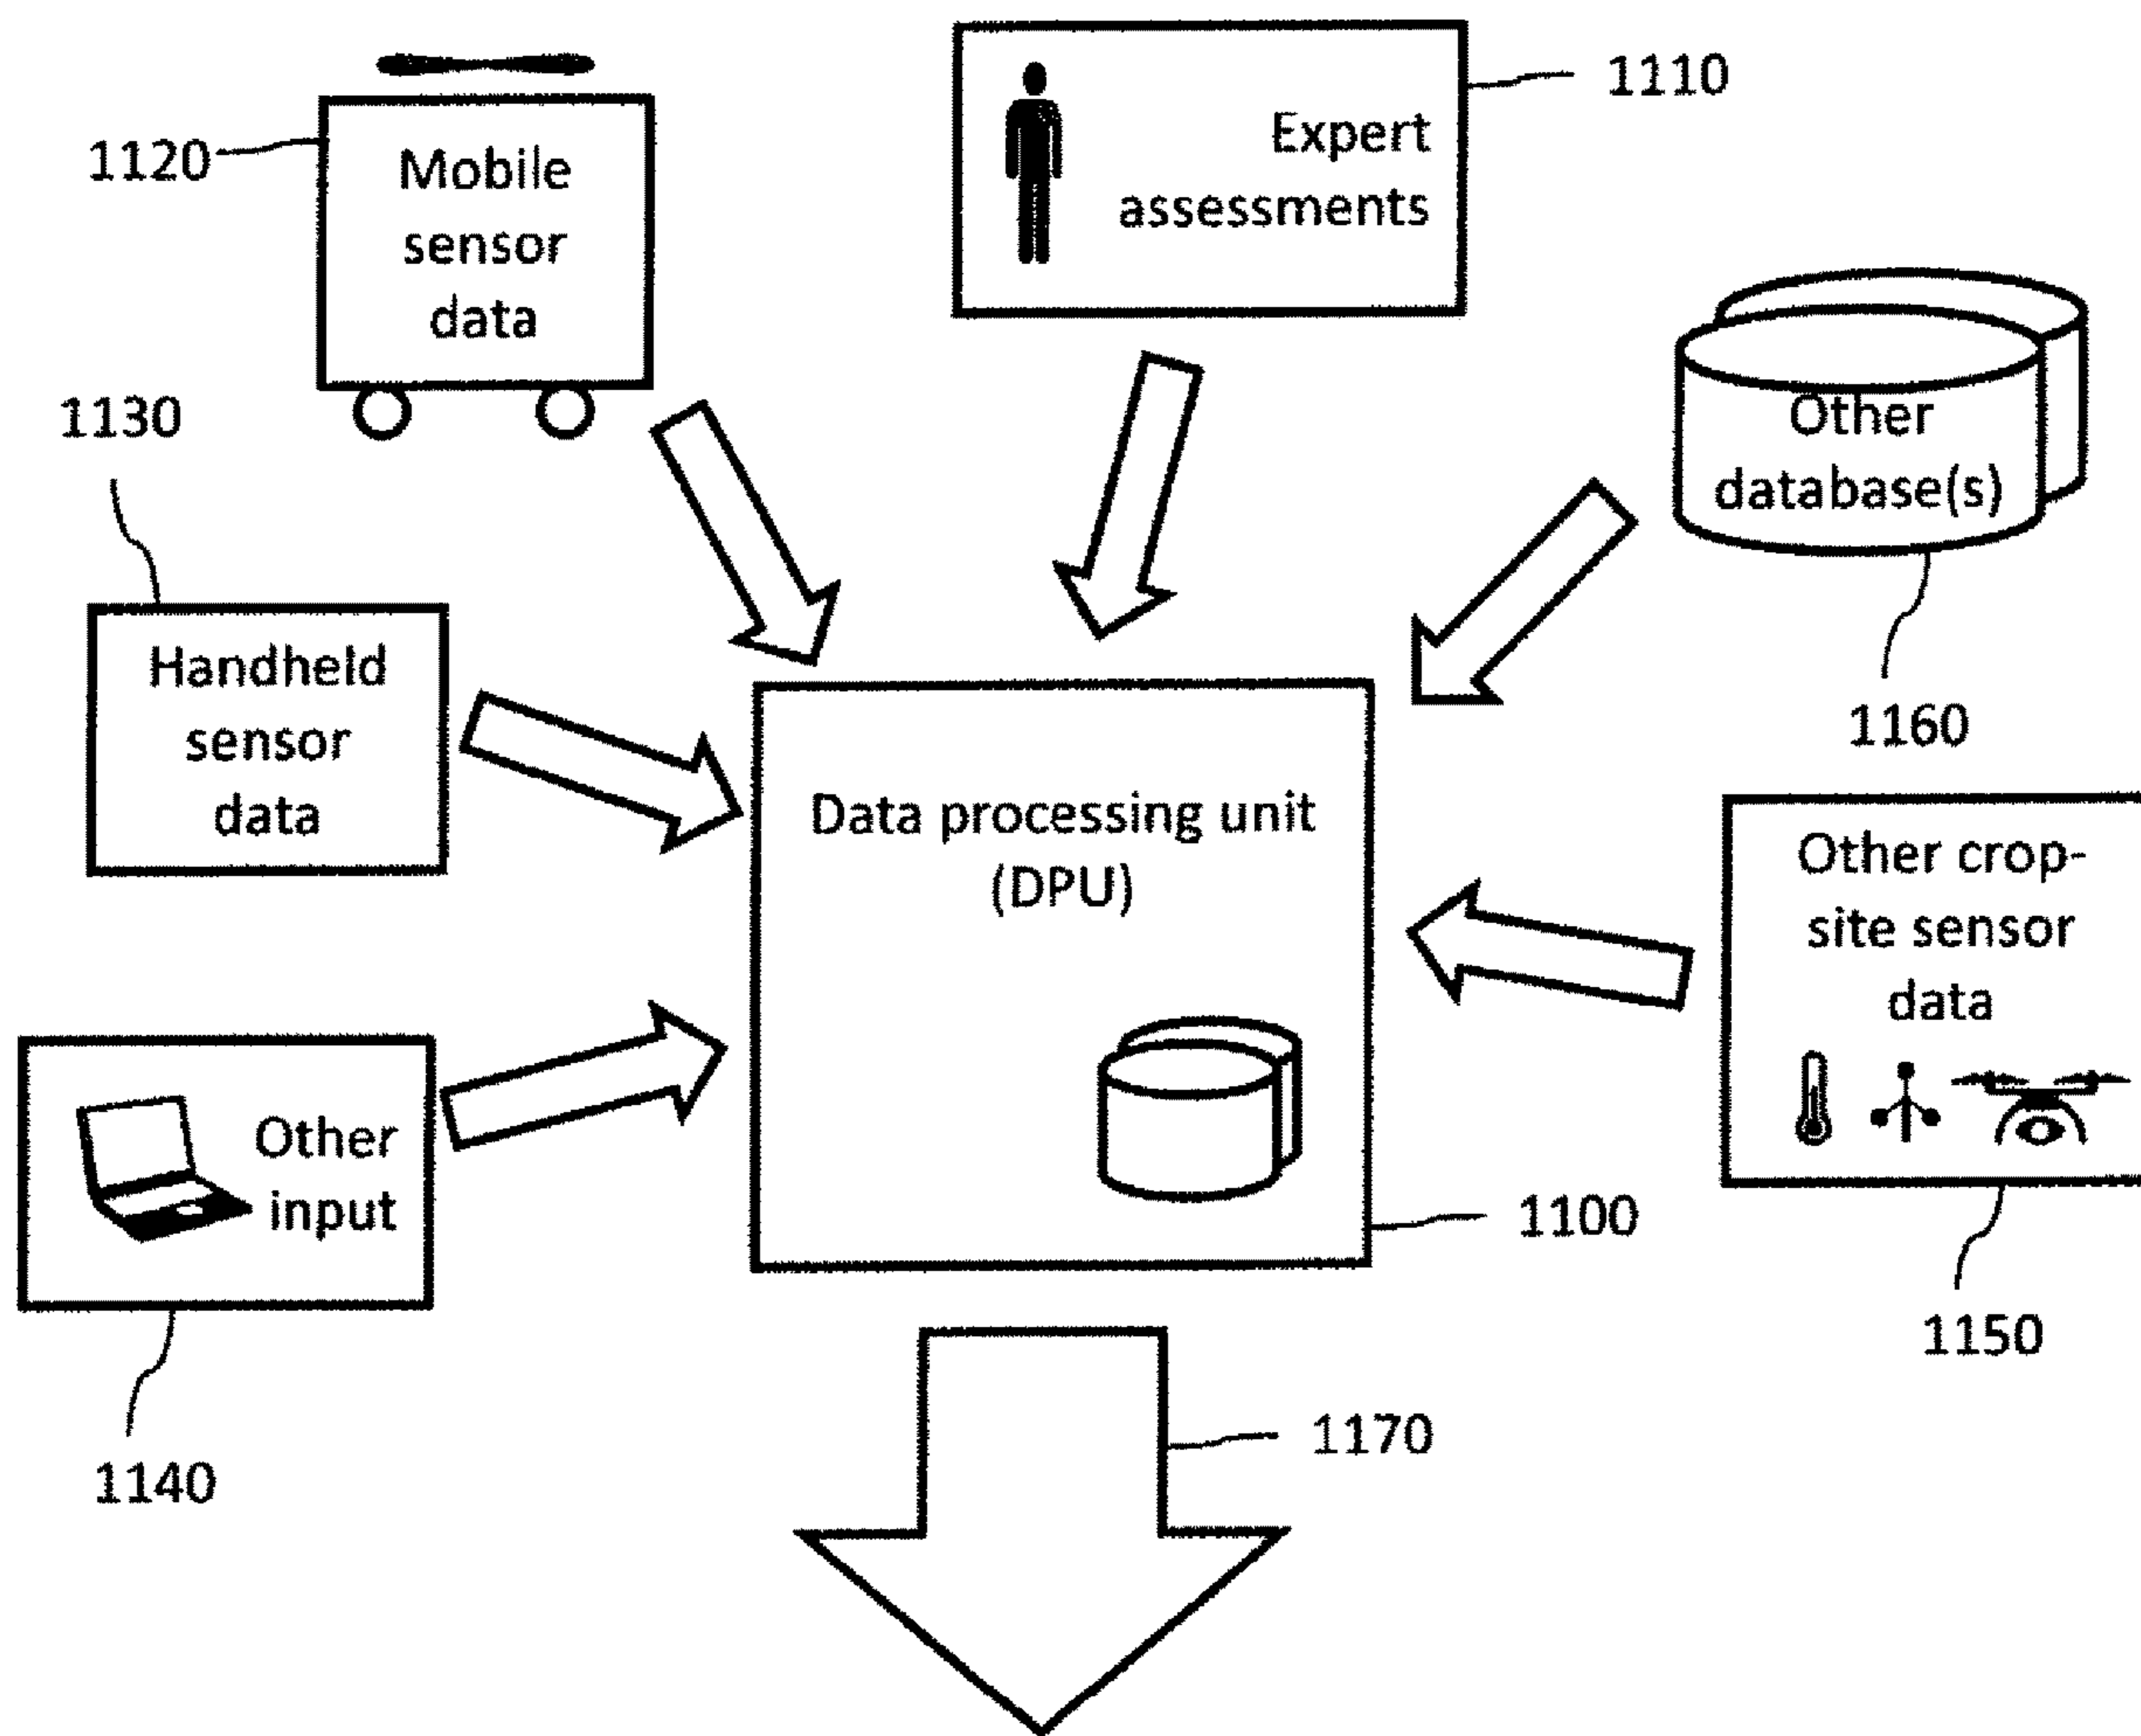 1110
Expert
assessments
1120
Mobile
sensor
data
Other
database(s)
1160
1130
Handheld
sensor
data
Data processing unit
(DPU)
1100
Other crop-
site sensor
data
1150
Other
input
1140
1170